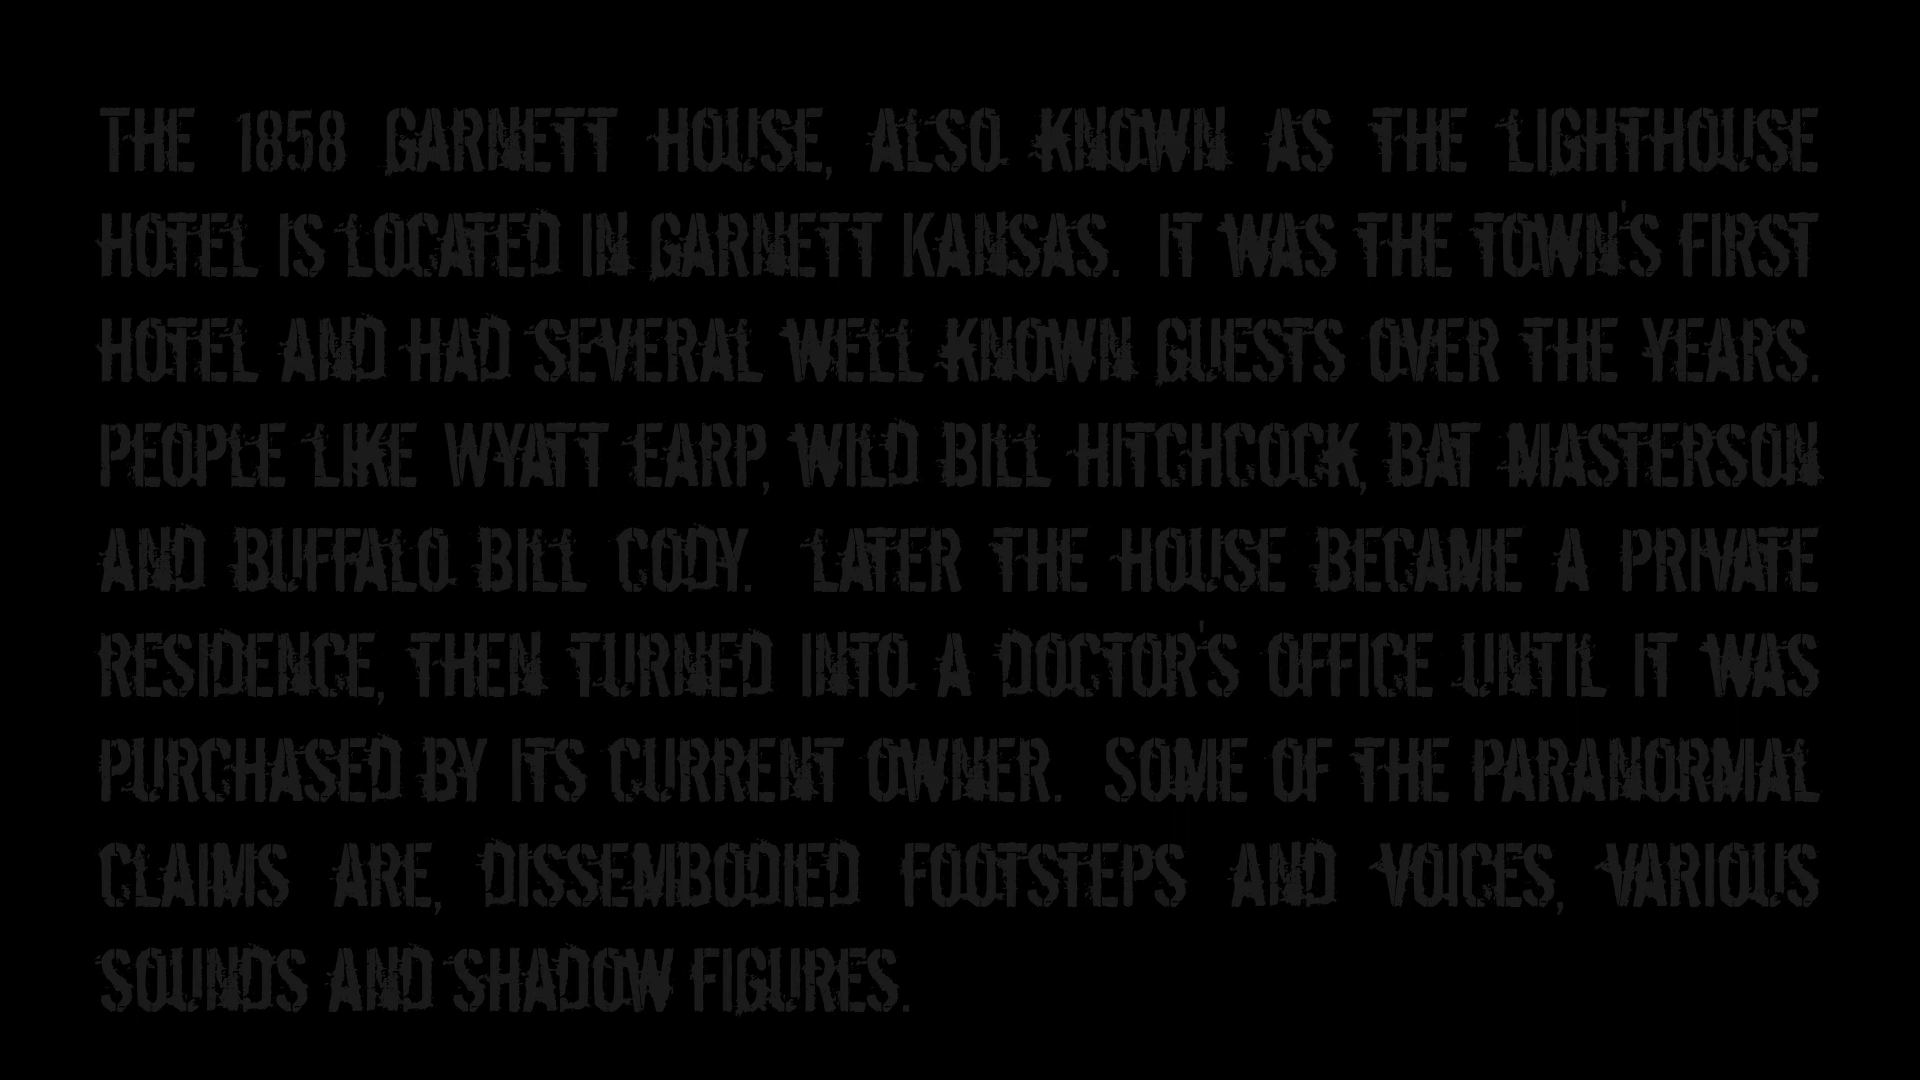 THE 1858 GARNETT HOUSE, ALSO KNOWN AS THE LIGHTHOUSE
HOTEL IS LOCATED IN GARNETT KANSAS. IT WAS THE TOWN'S FIRST
HOTEL AND HAD SEVERAL WELL KNOWN GUESTS OVER THE YEARS.
PEOPLE LIKE WYATT EARP, WILD BILL HITCHCOCK, BAT MASTERSON
AND BUFFALO BILL CODY. LATER THE HOUSE BECAME A PRIVATE
RESIDENCE, THEN TURNED INTO A DOCTOR'S OFFICE UNTIL IT WAS
PURCHASED BY ITS CURRENT OWNER. SOME OF THE PARANORMAL
CLAIMS ARE, DISSEMBODIED FOOTSTEPS AND VOICES, VARIOUS
SOUNDS AND SHADOW FIGURES.